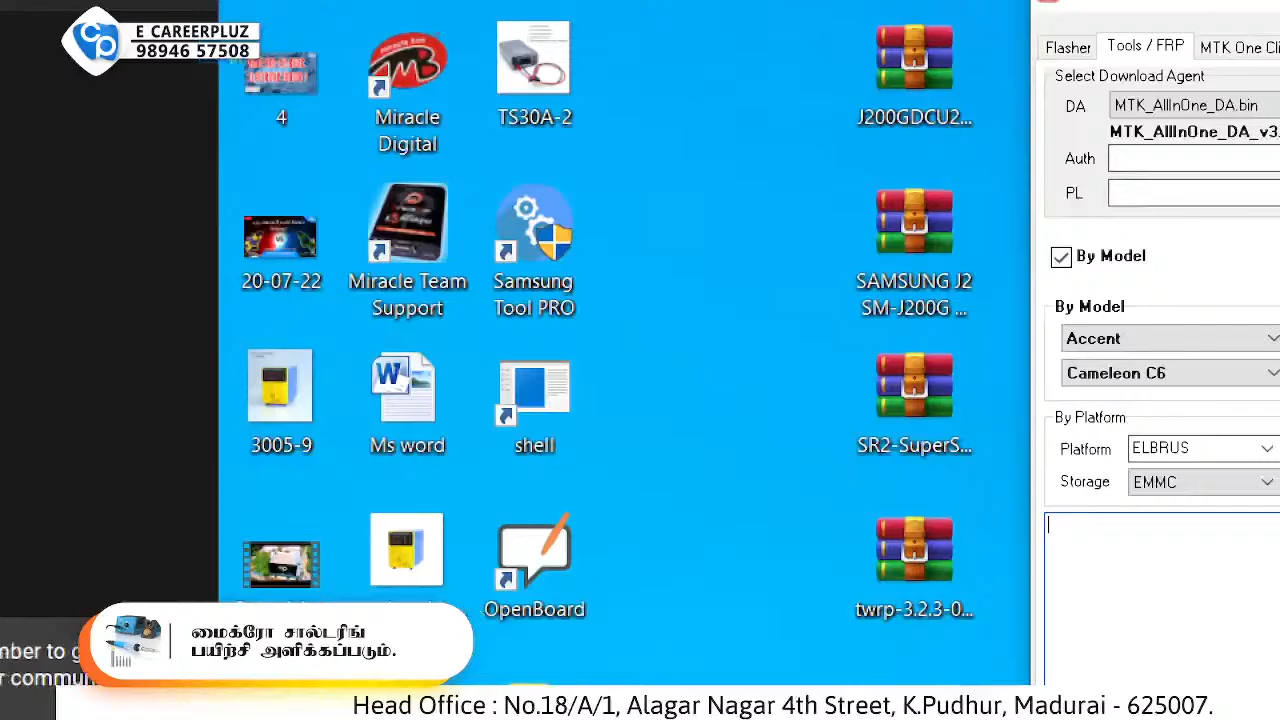 E CAREERPLUZ
98946 57508
4
Miracle
Digital
TS30A-2
J200GDCU2...
20-07-22
Miracle Team
Support
Samsung
Tool PRO
SAMSUNG J2
SM-J200G ...
3005-9
Ms word
shell
SR2-SuperS...
OpenBoard
twrp-3.2.3-0...
Flasher
Tools / FRP
MTK One Cl
Select Download Agent
DA
MTK_AllInOne_DA.bin
MTK_AllInOne_DA_v3
Auth
PL
By Model
By Model
Accent
Cameleon C6
By Platform
Platform
ELBRUS
Storage
EMMC
மைக்ரோ சால்டரிங்
பயிற்சி அளிக்கப்படும்.
mber to g
Head Office : No.18/A/1, Alagar Nagar 4th Street, K.Pudhur, Madurai - 625007.